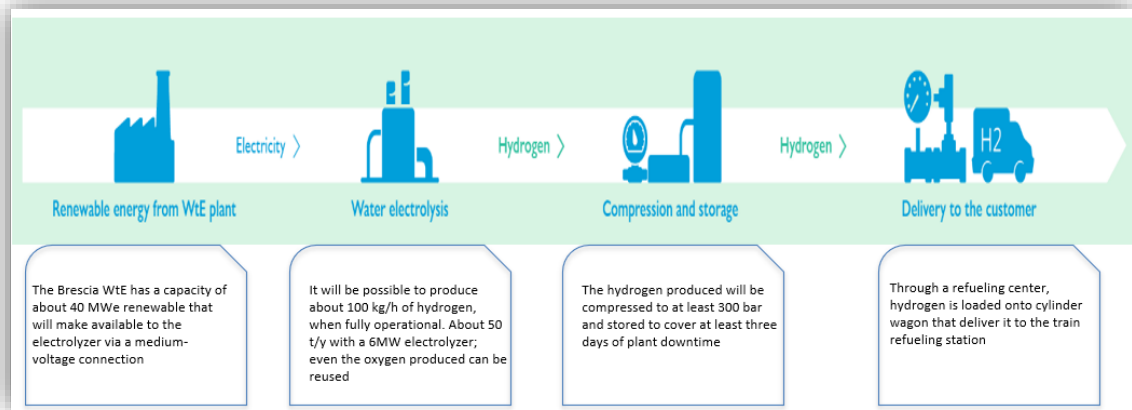 Electricity >
Hydrogen >
Hydrogen >
H2
Renewable energy from WtE plant
Water electrolysis
Compression and storage
Delivery to the customer
The Brescia WtE has a capacity of
about 40 MWe renewable that
will make available to the
electrolyzer via a medium-
voltage connection
It will be possible to produce
about 100 kg/h of hydrogen,
when fully operational. About 50
t/y with a 6MW electrolyzer;
even the oxygen produced can be
reused
The hydrogen produced will be
compressed to at least 300 bar
and stored to cover at least three
days of plant downtime
Through a refueling center,
hydrogen is loaded onto cylinder
wagon that deliver it to the train
refueling station